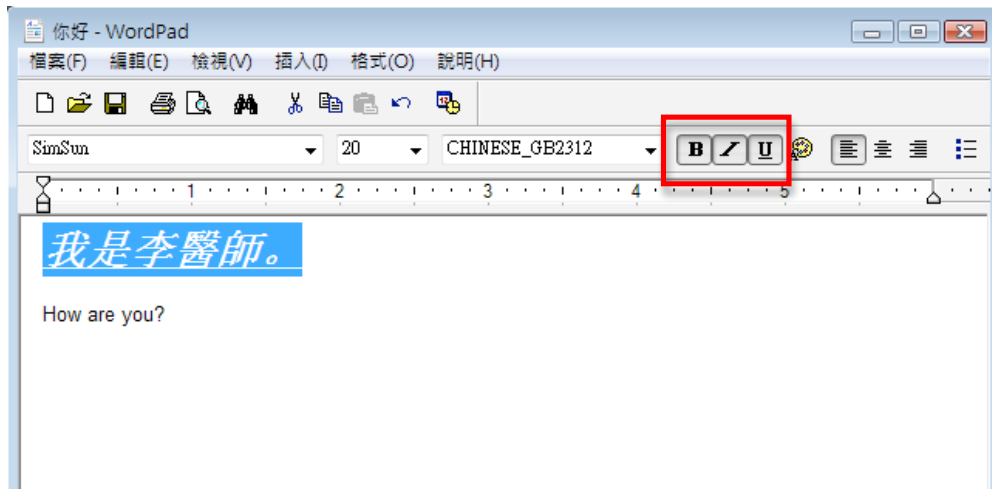 你好 - WordPad
檔案(F) 編輯(E) 檢視(V) 插入(I) 格式(O) 說明(H)
SimSun 20 CHINESE_GB2312 B I U
1 2 3 4 5
我是李醫師。
How are you?